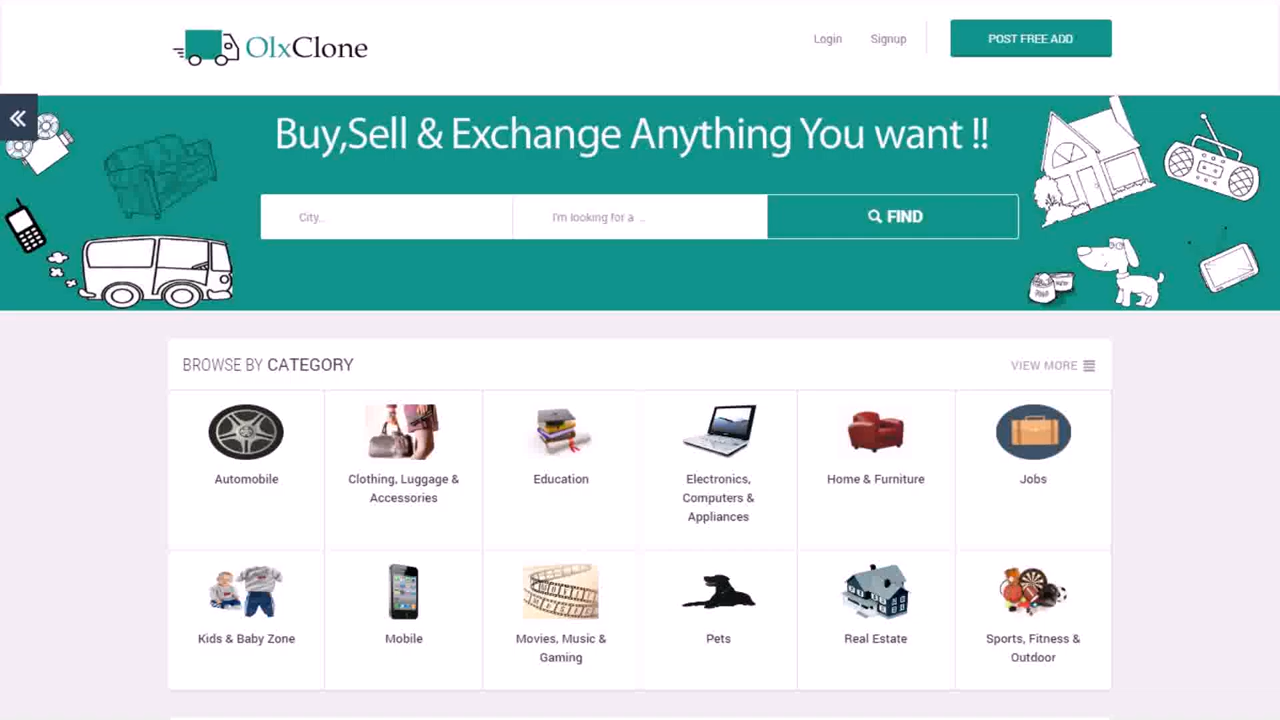 OlxClone
Login
Signup
POST FREE ADD
Buy,Sell & Exchange Anything You want !!
City...
I'm looking for a ...
FIND
BROWSE BY CATEGORY
VIEW MORE
Automobile
Clothing, Luggage &
Accessories
Education
Electronics,
Computers &
Appliances
Home & Furniture
Jobs
Kids & Baby Zone
Mobile
Movies, Music &
Gaming
Pets
Real Estate
Sports, Fitness &
Outdoor